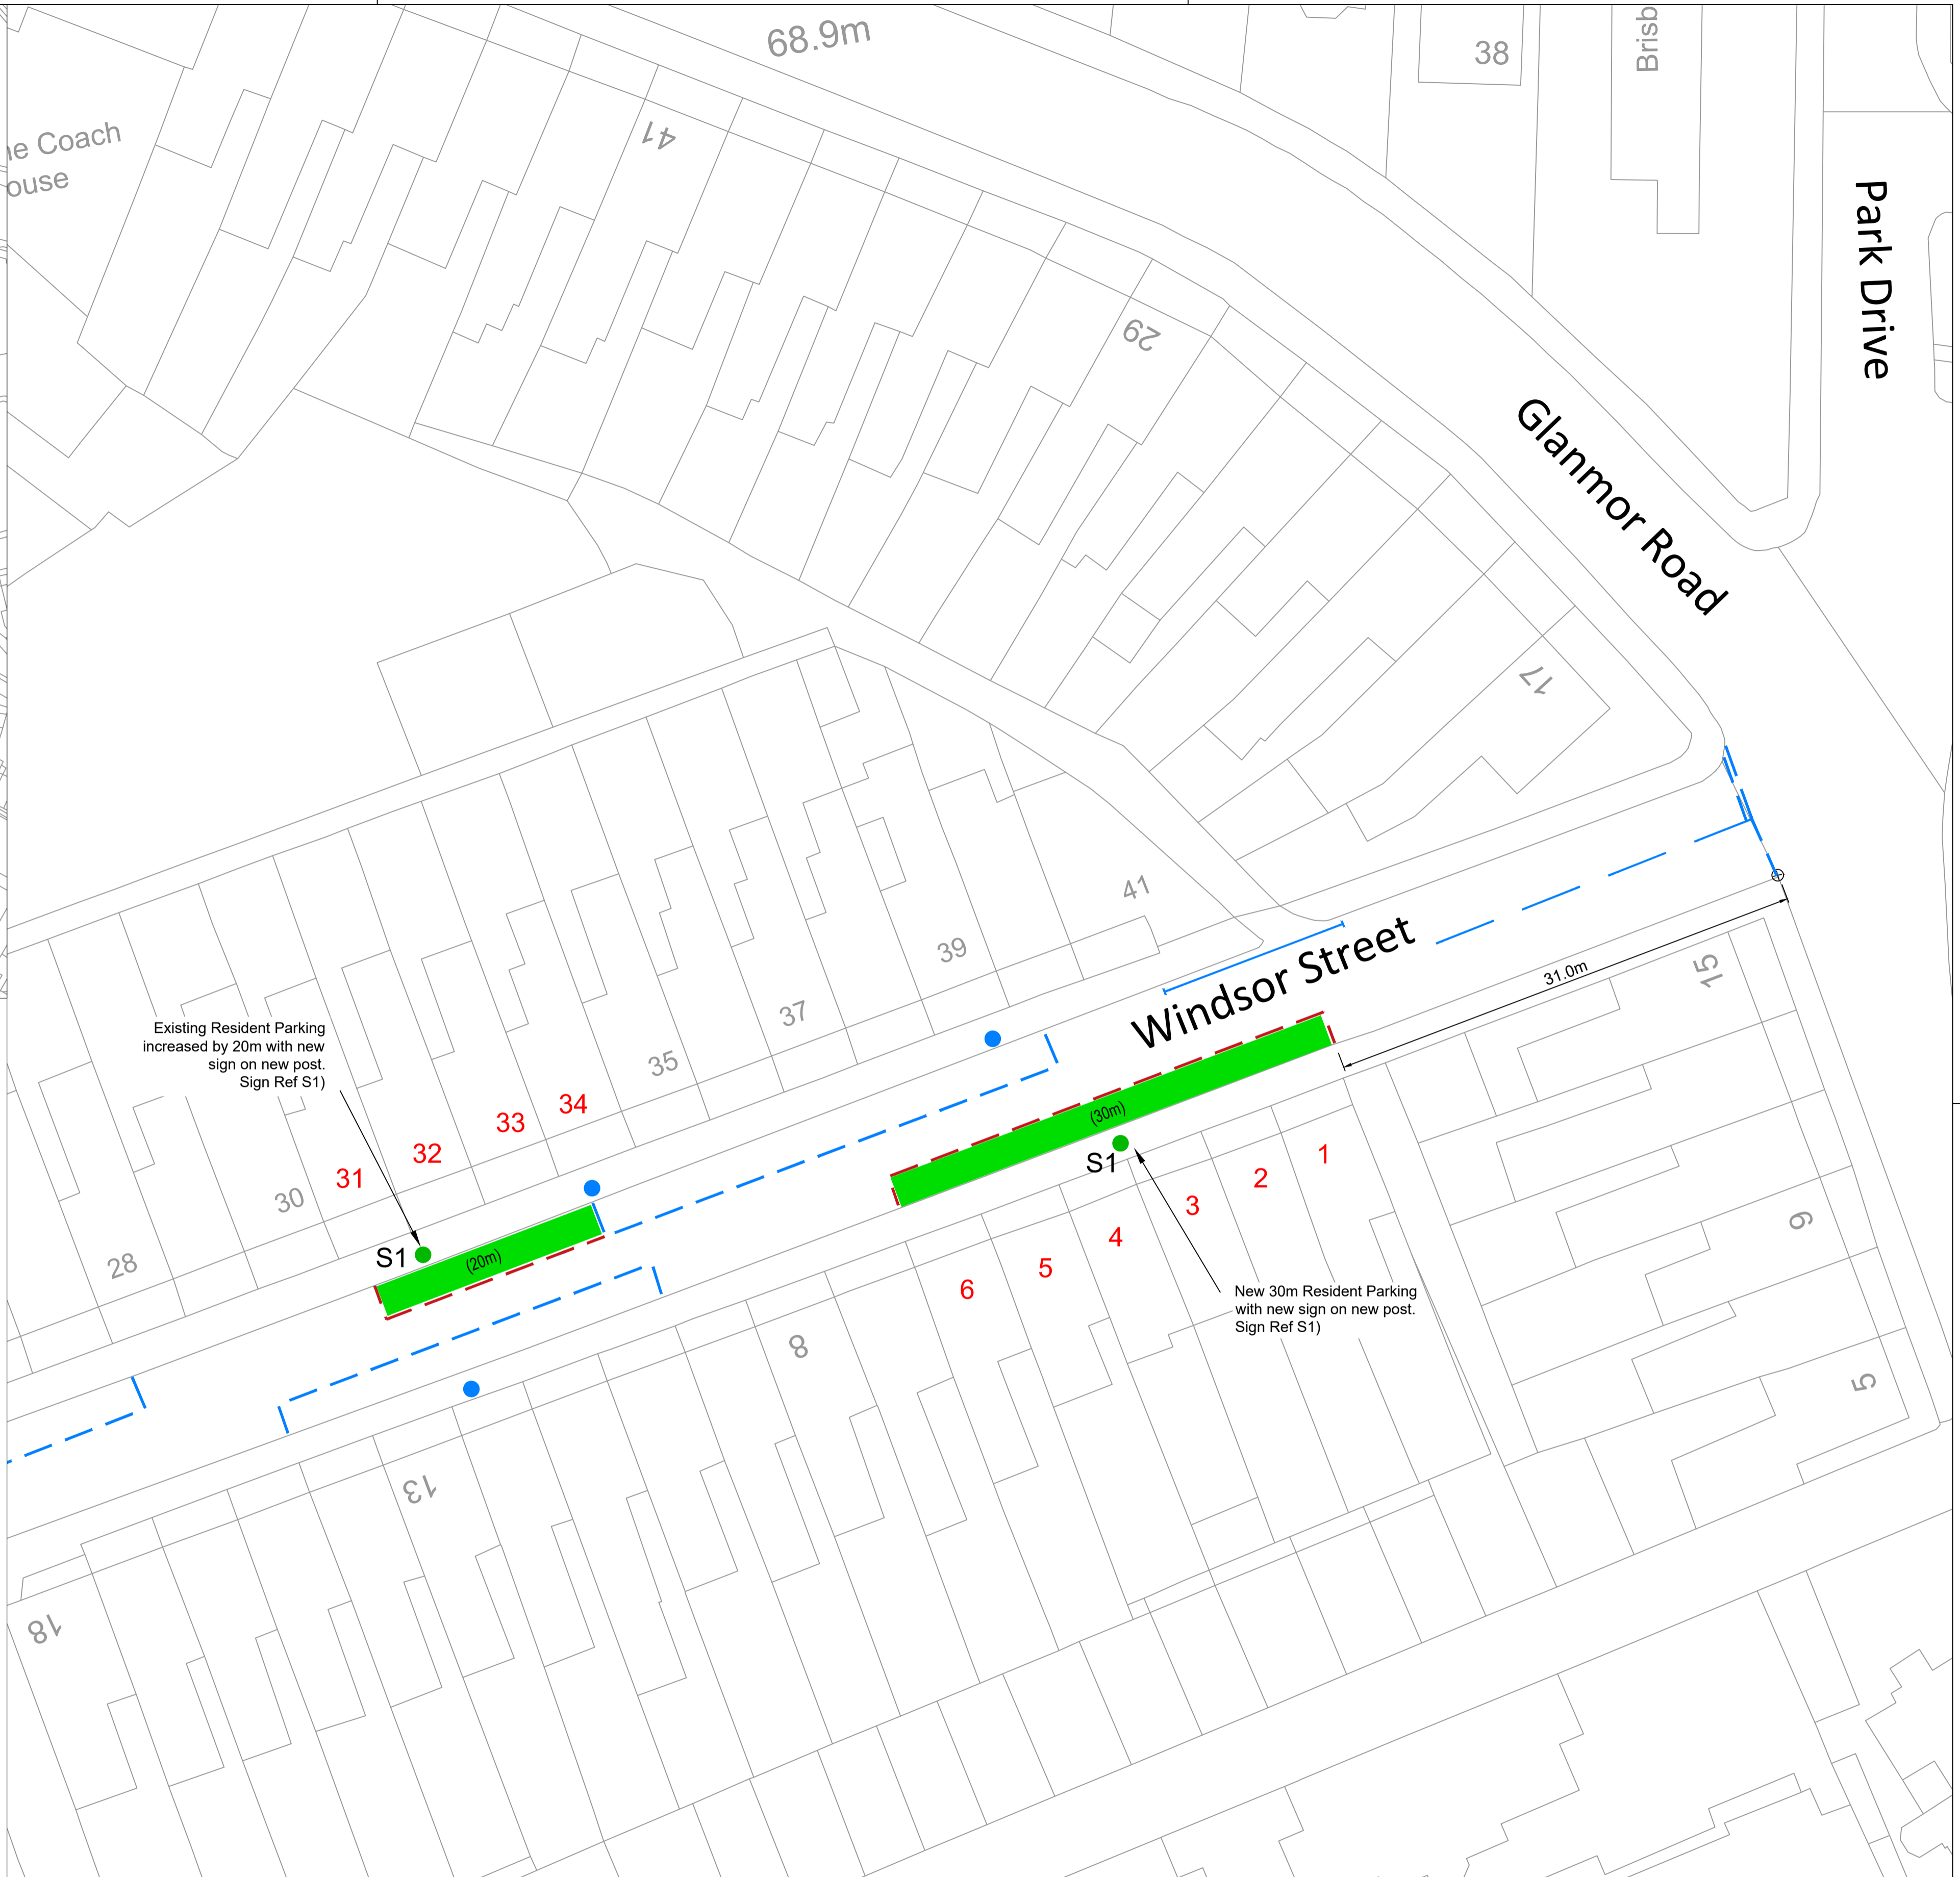 68.9m
38
Brisb
he Coach
ouse
41
Park Drive
29
Glanmor Road
17
41
39
Windsor Street
31.0m
15
37
Existing Resident Parking
increased by 20m with new
sign on new post.
Sign Ref S1)
35
34
33
32
31
30
28
(30m)
S1
1
2
3
4
5
6
S1
(20m)
9
New 30m Resident Parking
with new sign on new post.
Sign Ref S1)
8
5
13
18